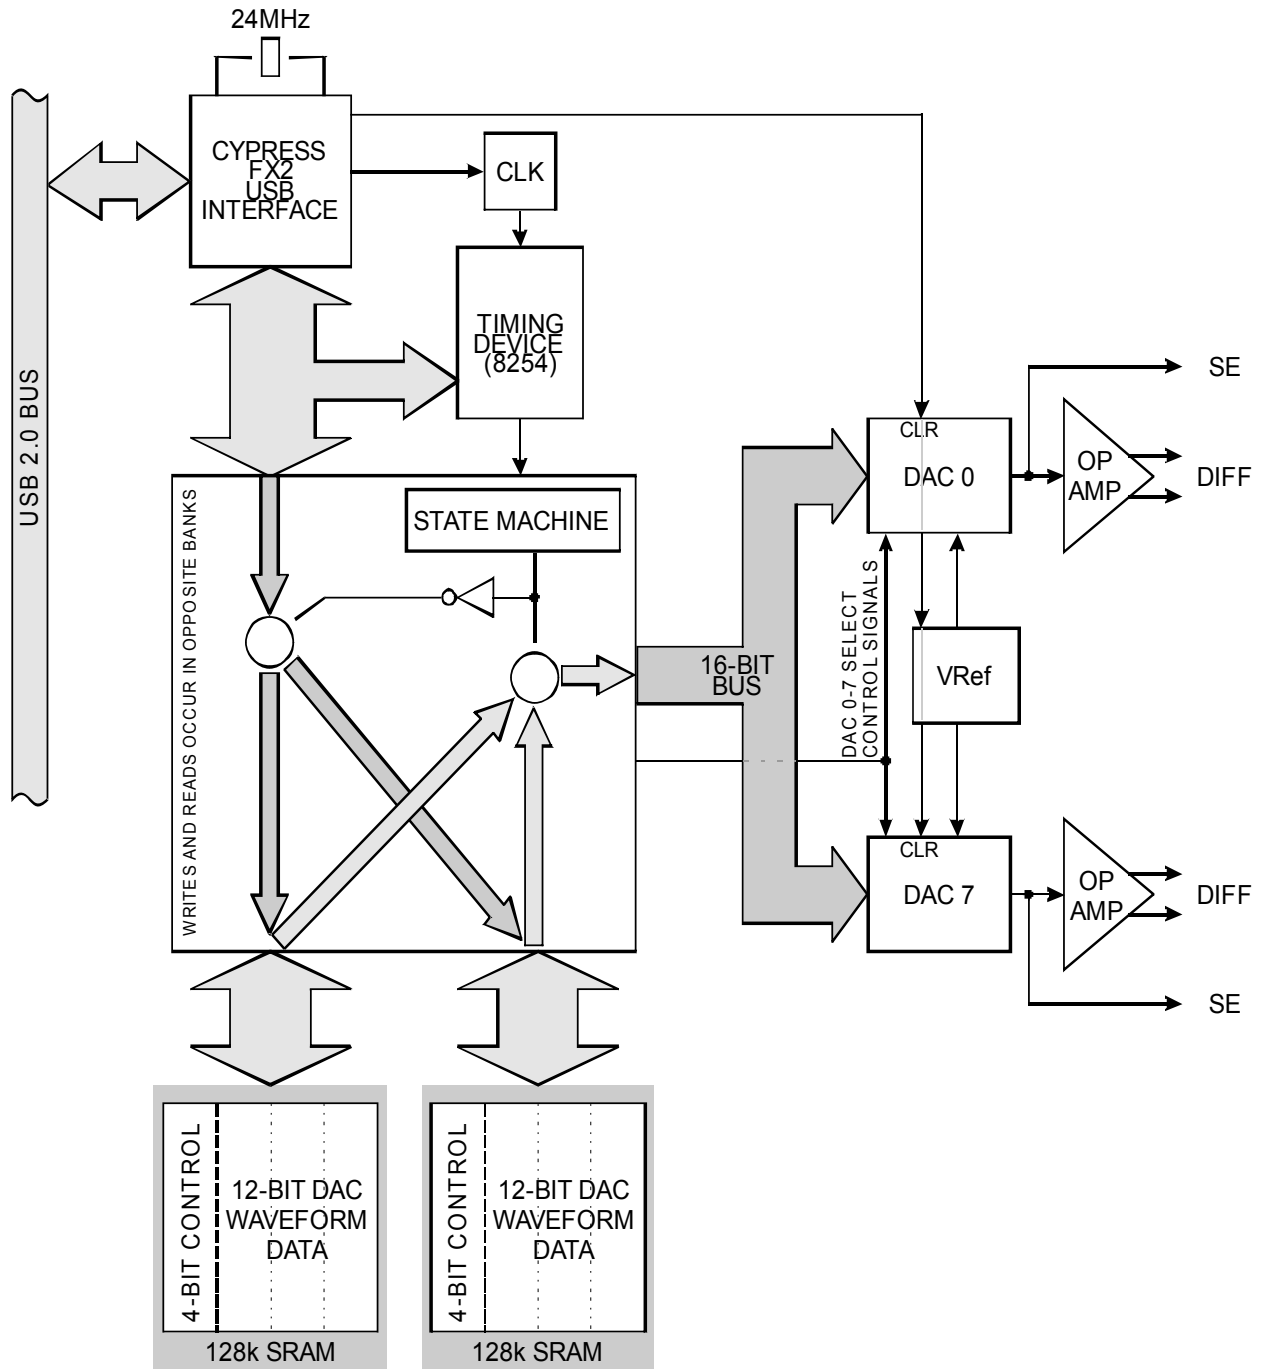 24MHz
CYPRESS
FX2
USB
INTERFACE
CLK
TIMING
DEVICE
(8254)
USB 2.0 BUS
SE
CLR
DAC 0
OP
AMP
DIFF
WRITES AND READS OCCUR IN OPPOSITE BANKS
STATE MACHINE
16-BIT
BUS
DAC 0-7 SELECT
CONTROL SIGNALS
VRef
CLR
DAC 7
OP
AMP
DIFF
SE
4-BIT CONTROL
12-BIT DAC
WAVEFORM
DATA
128k SRAM
4-BIT CONTROL
12-BIT DAC
WAVEFORM
DATA
128k SRAM